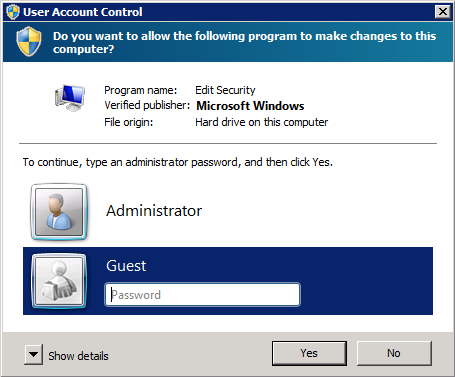 User Account Control
Do you want to allow the following program to make changes to this
computer?
Program name: Edit Security
Verified publisher: Microsoft Windows
File origin: Hard drive on this computer
To continue, type an administrator password, and then click Yes.
Administrator
Guest
Password
Show details
Yes
No